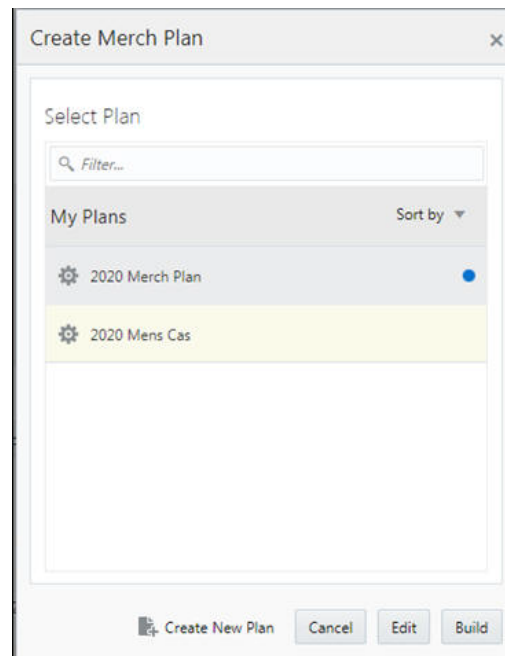 Create Merch Plan
Select Plan
Filter...
My Plans Sort by
2020 Merch Plan
2020 Mens Cas
Create New Plan Cancel Edit Build